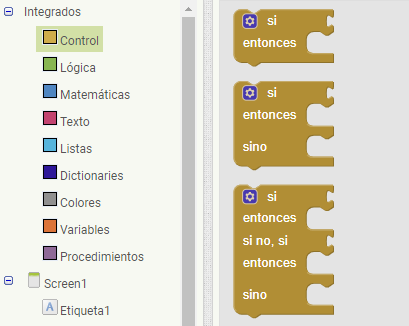 Integrados
Control
Lógica
Matemáticas
Texto
Listas
Dictionaries
Colores
Variables
Procedimientos
Screen1
A Etiqueta1
si
entonces
si
entonces
sino
si
entonces
si no, si
entonces
sino